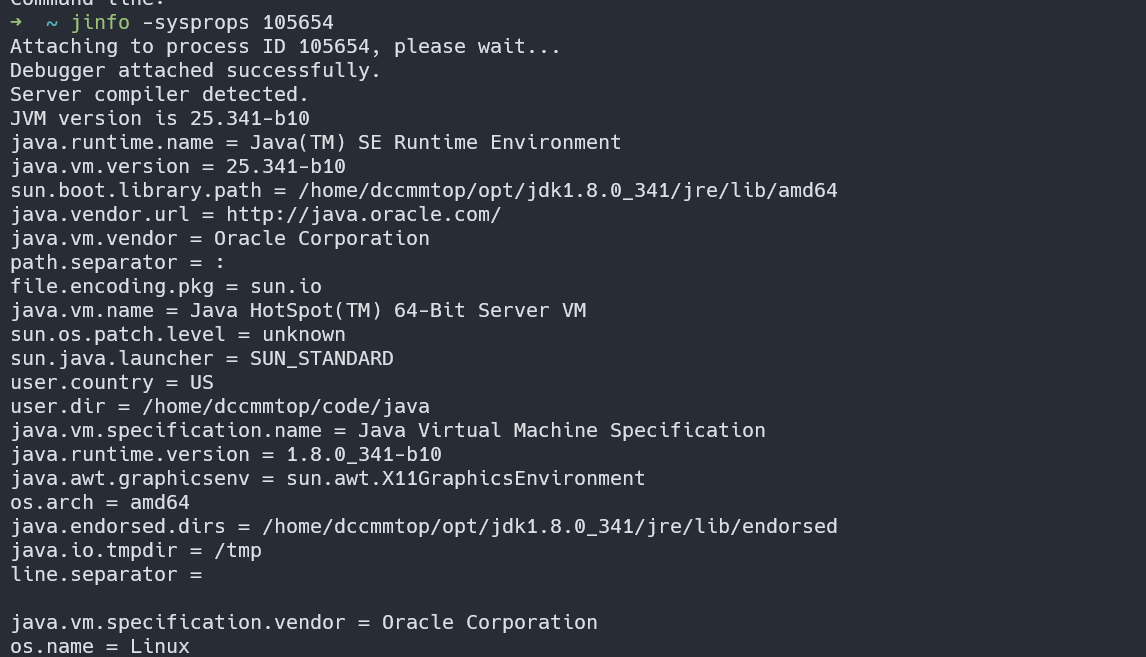 Command line:
→ ~ jinfo -sysprops 105654
Attaching to process ID 105654, please wait...
Debugger attached successfully.
Server compiler detected.
JVM version is 25.341-b10
java.runtime.name = Java(TM) SE Runtime Environment
java.vm.version = 25.341-b10
sun.boot.library.path = /home/dccmmtop/opt/jdk1.8.0_341/jre/lib/amd64
java.vendor.url = http://java.oracle.com/
java.vm.vendor = Oracle Corporation
path.separator = :
file.encoding.pkg = sun.io
java.vm.name = Java HotSpot(TM) 64-Bit Server VM
sun.os.patch.level = unknown
sun.java.launcher = SUN_STANDARD
user.country = US
user.dir = /home/dccmmtop/code/java
java.vm.specification.name = Java Virtual Machine Specification
java.runtime.version = 1.8.0_341-b10
java.awt.graphicsenv = sun.awt.X11GraphicsEnvironment
os.arch = amd64
java.endorsed.dirs = /home/dccmmtop/opt/jdk1.8.0_341/jre/lib/endorsed
java.io.tmpdir = /tmp
line.separator =
java.vm.specification.vendor = Oracle Corporation
os.name = Linux